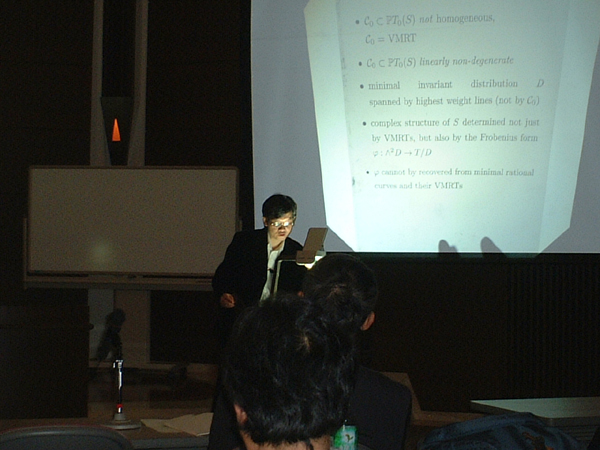 • 𝒞₀ ⊂ ℙT₀(S) not homogeneous,
𝒞₀ = VMRT
• 𝒞₀ ⊂ ℙT₀(S) linearly non-degenerate
• minimal invariant distribution D
spanned by highest weight lines (not by 𝒞₀)
• complex structure of S determined not just
by VMRTs, but also by the Frobenius form
φ : Λ²D → T/D
• φ cannot by recovered from minimal rational
curves and their VMRTs